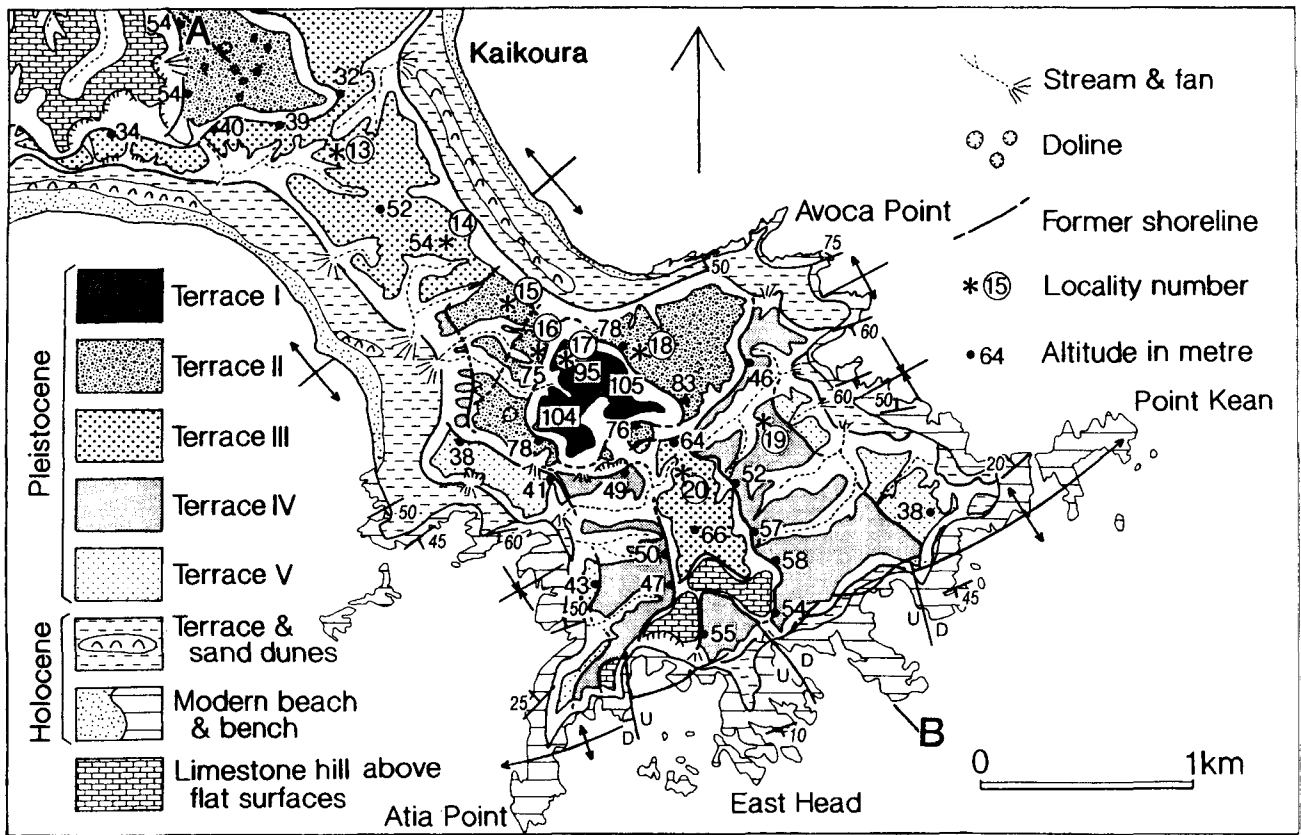 54
A
54
32
34
40
39
13
52
54
14
Kaikoura
15
16
17
78
18
95
75
105
104
83
76
78
64
38
41
49
20
52
19
46
66
57
58
50
47
43
50
55
54
38
50
45
60
25
10
U
D
U
D
U
D
45
20
50
60
60
75
50
Avoca Point
Point Kean
East Head
Atia Point
B
0 1km
Stream & fan
Doline
Former shoreline
15 Locality number
64 Altitude in metre
Pleistocene
Terrace I
Terrace II
Terrace III
Terrace IV
Terrace V
Holocene
Terrace &
sand dunes
Modern beach
& bench
Limestone hill above
flat surfaces